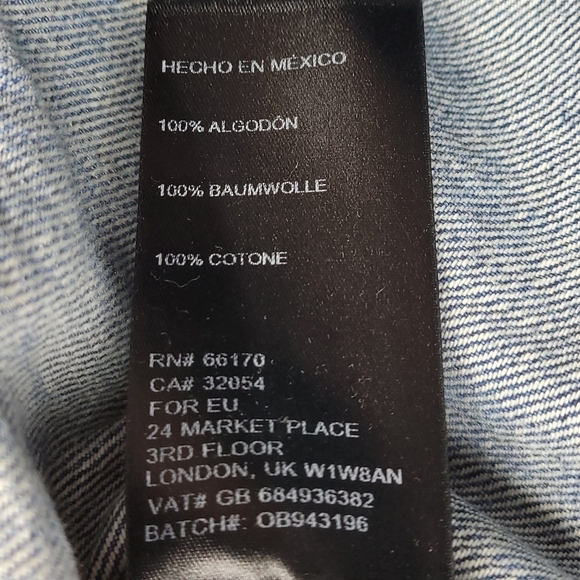 HECHO EN MÉXICO
100% ALGODÓN
100% BAUMWOLLE
100% COTONE
RN# 66170
CA# 32054
FOR EU
24 MARKET PLACE
3RD FLOOR
LONDON, UK W1W8AN
VAT# GB 684936382
BATCH#: OB943196